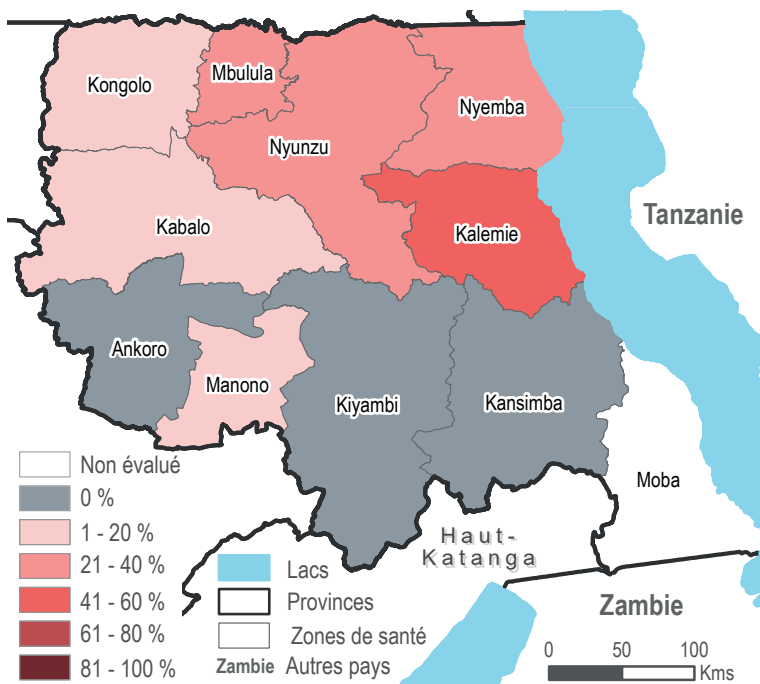 Kongolo
Mbulula
Nyemba
Nyunzu
Tanzanie
Kabalo
Kalemie
Ankoro
Manono
Kiyambi
Kansimba
Moba
Haut-
Katanga
Zambie
Non évalué
0 %
1 - 20 %
21 - 40 %
41 - 60 %
61 - 80 %
81 - 100 %
Lacs
Provinces
Zones de santé
Zambie Autres pays
0 50 100
Kms